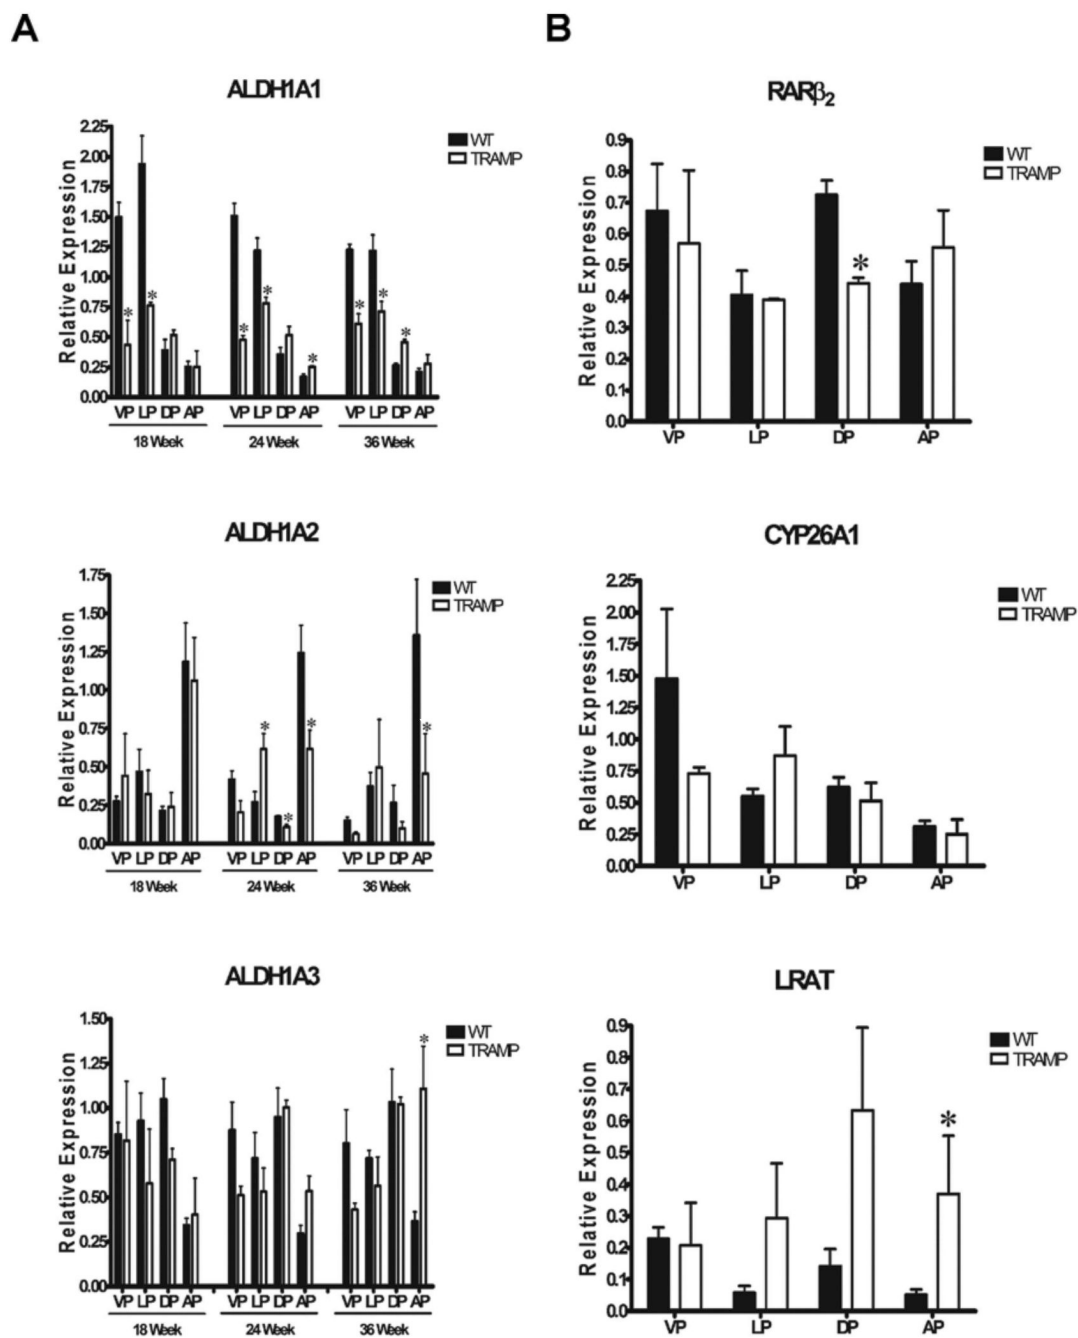 A
ALDH1A1
Relative Expression
2.25
2.00
1.75
1.50
1.25
1.00
0.75
0.50
0.25
0.00
WT
TRAMP
* * * * * * * *
VP LP DP AP VP LP DP AP VP LP DP AP
18 Week 24 Week 36 Week
ALDH1A2
Relative Expression
1.75
1.50
1.25
1.00
0.75
0.50
0.25
0.00
WT
TRAMP
* * * *
VP LP DP AP VP LP DP AP VP LP DP AP
18 Week 24 Week 36 Week
ALDH1A3
Relative Expression
1.50
1.25
1.00
0.75
0.50
0.25
0.00
WT
TRAMP
*
VP LP DP AP VP LP DP AP VP LP DP AP
18 Week 24 Week 36 Week
B
RARβ₂
Relative Expression
0.9
0.8
0.7
0.6
0.5
0.4
0.3
0.2
0.1
0.0
WT
TRAMP
*
VP LP DP AP
CYP26A1
Relative Expression
2.25
2.00
1.75
1.50
1.25
1.00
0.75
0.50
0.25
0.00
WT
TRAMP
VP LP DP AP
LRAT
Relative Expression
0.9
0.8
0.7
0.6
0.5
0.4
0.3
0.2
0.1
0.0
WT
TRAMP
*
VP LP DP AP